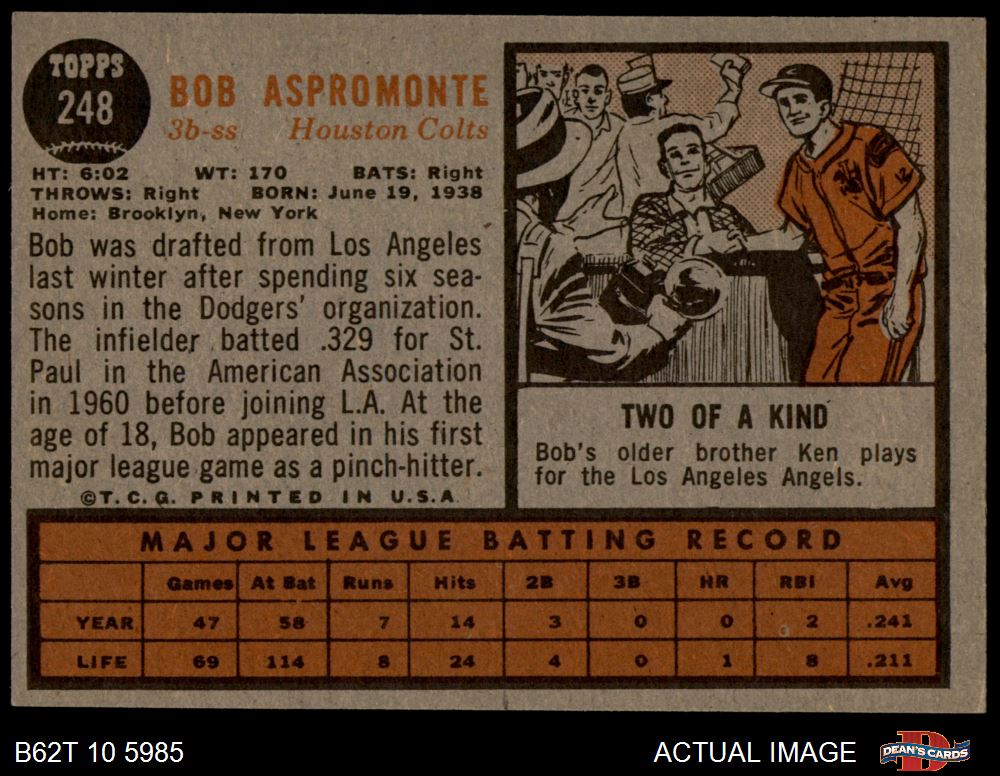 TOPPS
248
BOB ASPROMONTE
3b-ss Houston Colts
HT: 6:02 WT: 170 BATS: Right
THROWS: Right BORN: June 19, 1938
Home: Brooklyn, New York
Bob was drafted from Los Angeles
last winter after spending six sea-
sons in the Dodgers' organization.
The infielder batted .329 for St.
Paul in the American Association
in 1960 before joining L.A. At the
age of 18, Bob appeared in his first
major league game as a pinch-hitter.
©T.C.G. PRINTED IN U.S.A.
TWO OF A KIND
Bob's older brother Ken plays
for the Los Angeles Angels.
MAJOR LEAGUE BATTING RECORD
Games At Bat Runs Hits 2B 3B HR RBI Avg
YEAR 47 58 7 14 3 0 0 2 .241
LIFE 69 114 8 24 4 0 1 8 .211
B62T 10 5985 ACTUAL IMAGE DEAN'S CARDS